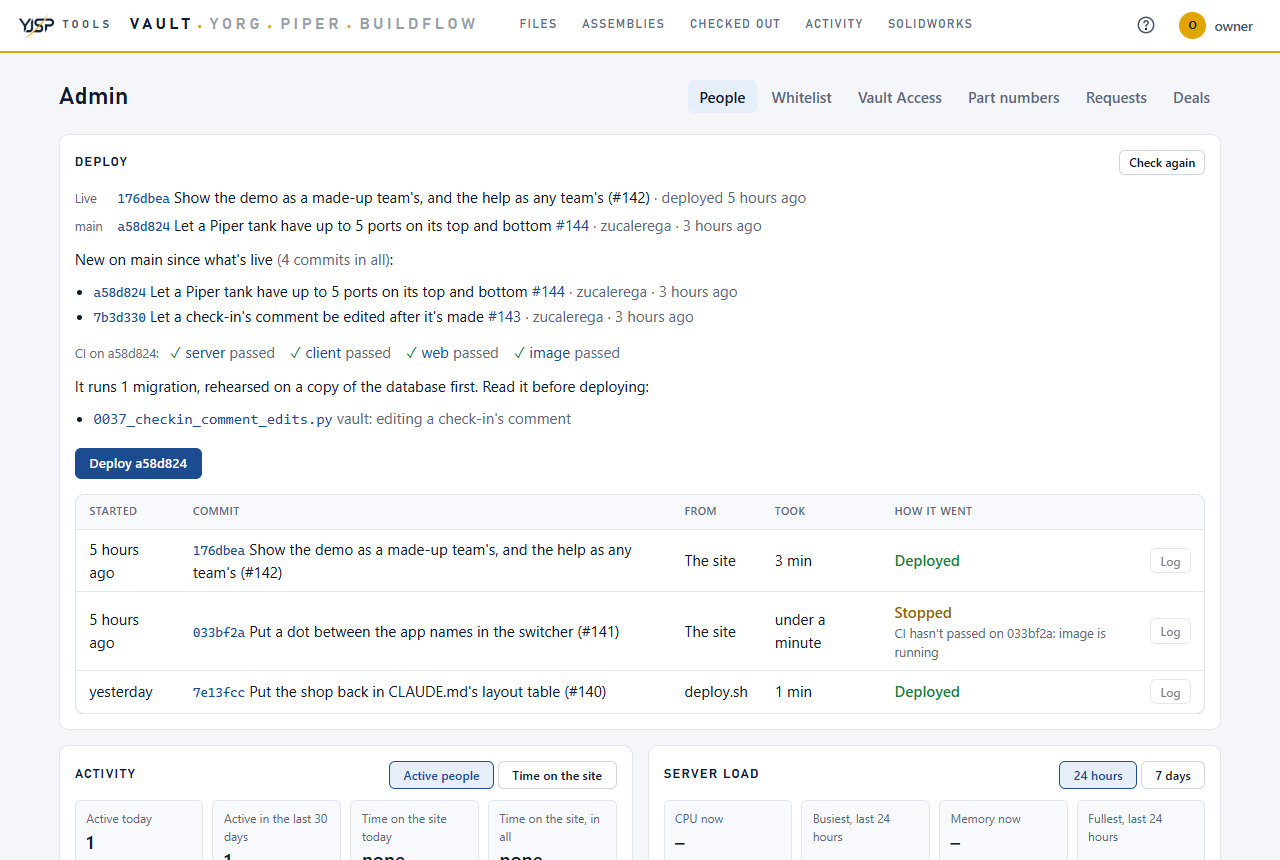 YJSP TOOLS VAULT . YORG . PIPER . BUILDFLOW FILES ASSEMBLIES CHECKED OUT ACTIVITY SOLIDWORKS ? O owner
Admin People Whitelist Vault Access Part numbers Requests Deals
DEPLOY Check again
Live 176dbea Show the demo as a made-up team's, and the help as any team's (#142) · deployed 5 hours ago
main a58d824 Let a Piper tank have up to 5 ports on its top and bottom #144 · zucalerega · 3 hours ago
New on main since what's live (4 commits in all):
• a58d824 Let a Piper tank have up to 5 ports on its top and bottom #144 · zucalerega · 3 hours ago
• 7b3d330 Let a check-in's comment be edited after it's made #143 · zucalerega · 3 hours ago
CI on a58d824: ✓ server passed ✓ client passed ✓ web passed ✓ image passed
It runs 1 migration, rehearsed on a copy of the database first. Read it before deploying:
• 0037_checkin_comment_edits.py vault: editing a check-in's comment
Deploy a58d824
STARTED COMMIT FROM TOOK HOW IT WENT
5 hours ago 176dbea Show the demo as a made-up team's, and the help as any team's (#142) The site 3 min Deployed Log
5 hours ago 033bf2a Put a dot between the app names in the switcher (#141) The site under a minute Stopped
CI hasn't passed on 033bf2a: image is running Log
yesterday 7e13fcc Put the shop back in CLAUDE.md's layout table (#140) deploy.sh 1 min Deployed Log
ACTIVITY Active people Time on the site
Active today
1
Active in the last 30 days
1
Time on the site today
none
Time on the site, in all
none
SERVER LOAD 24 hours 7 days
CPU now
–
Busiest, last 24 hours
Memory now
–
Fullest, last 24 hours